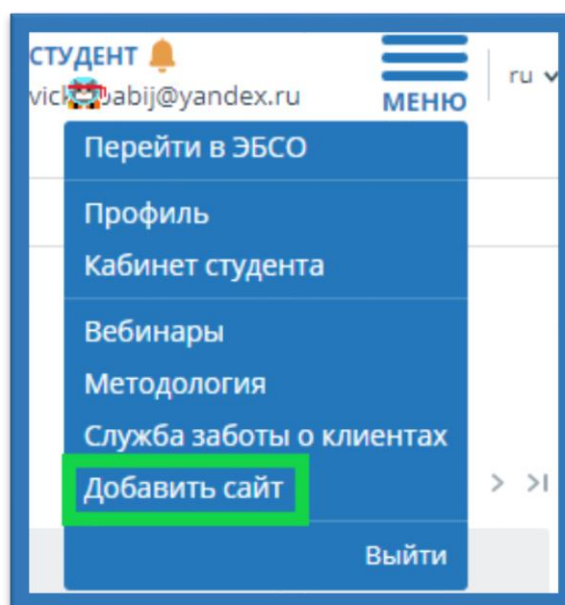 СТУДЕНТ
МЕНЮ
ru
Перейти в ЭБСО
Профиль
Кабинет студента
Вебинары
Методология
Служба заботы о клиентах
Добавить сайт
Выйти